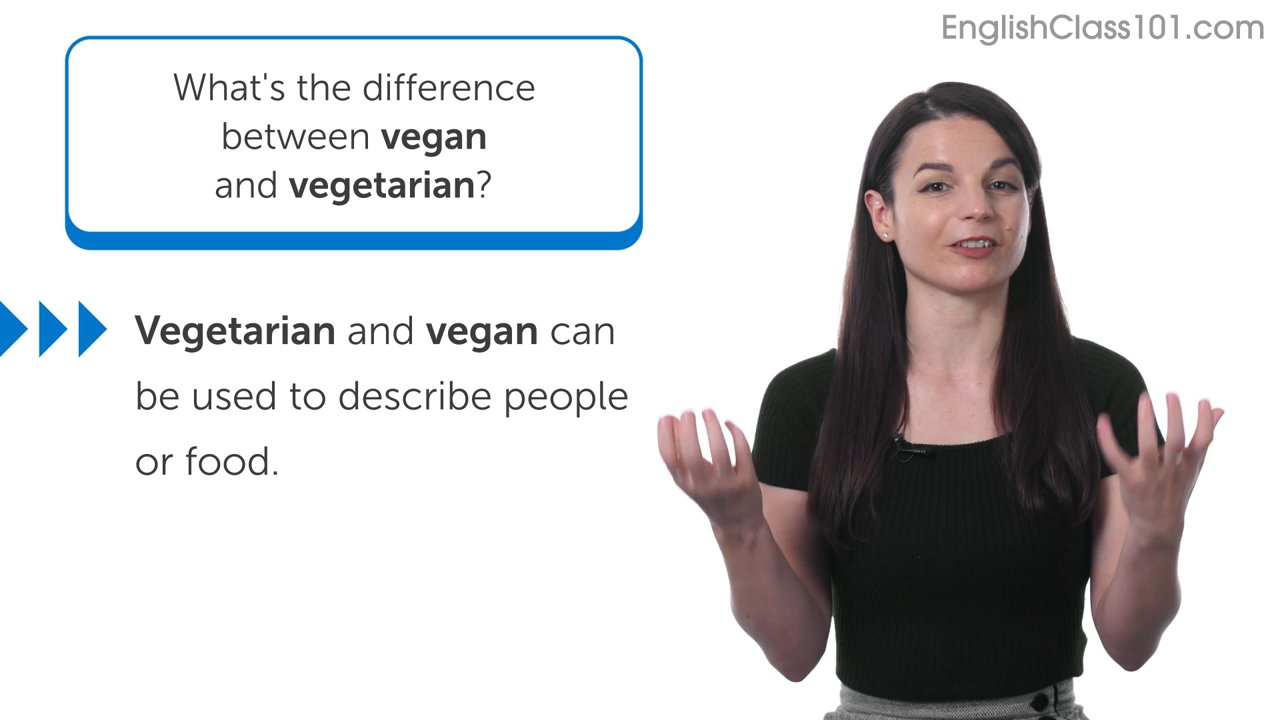 EnglishClass101.com
What's the difference
between vegan
and vegetarian?
Vegetarian and vegan can
be used to describe people
or food.